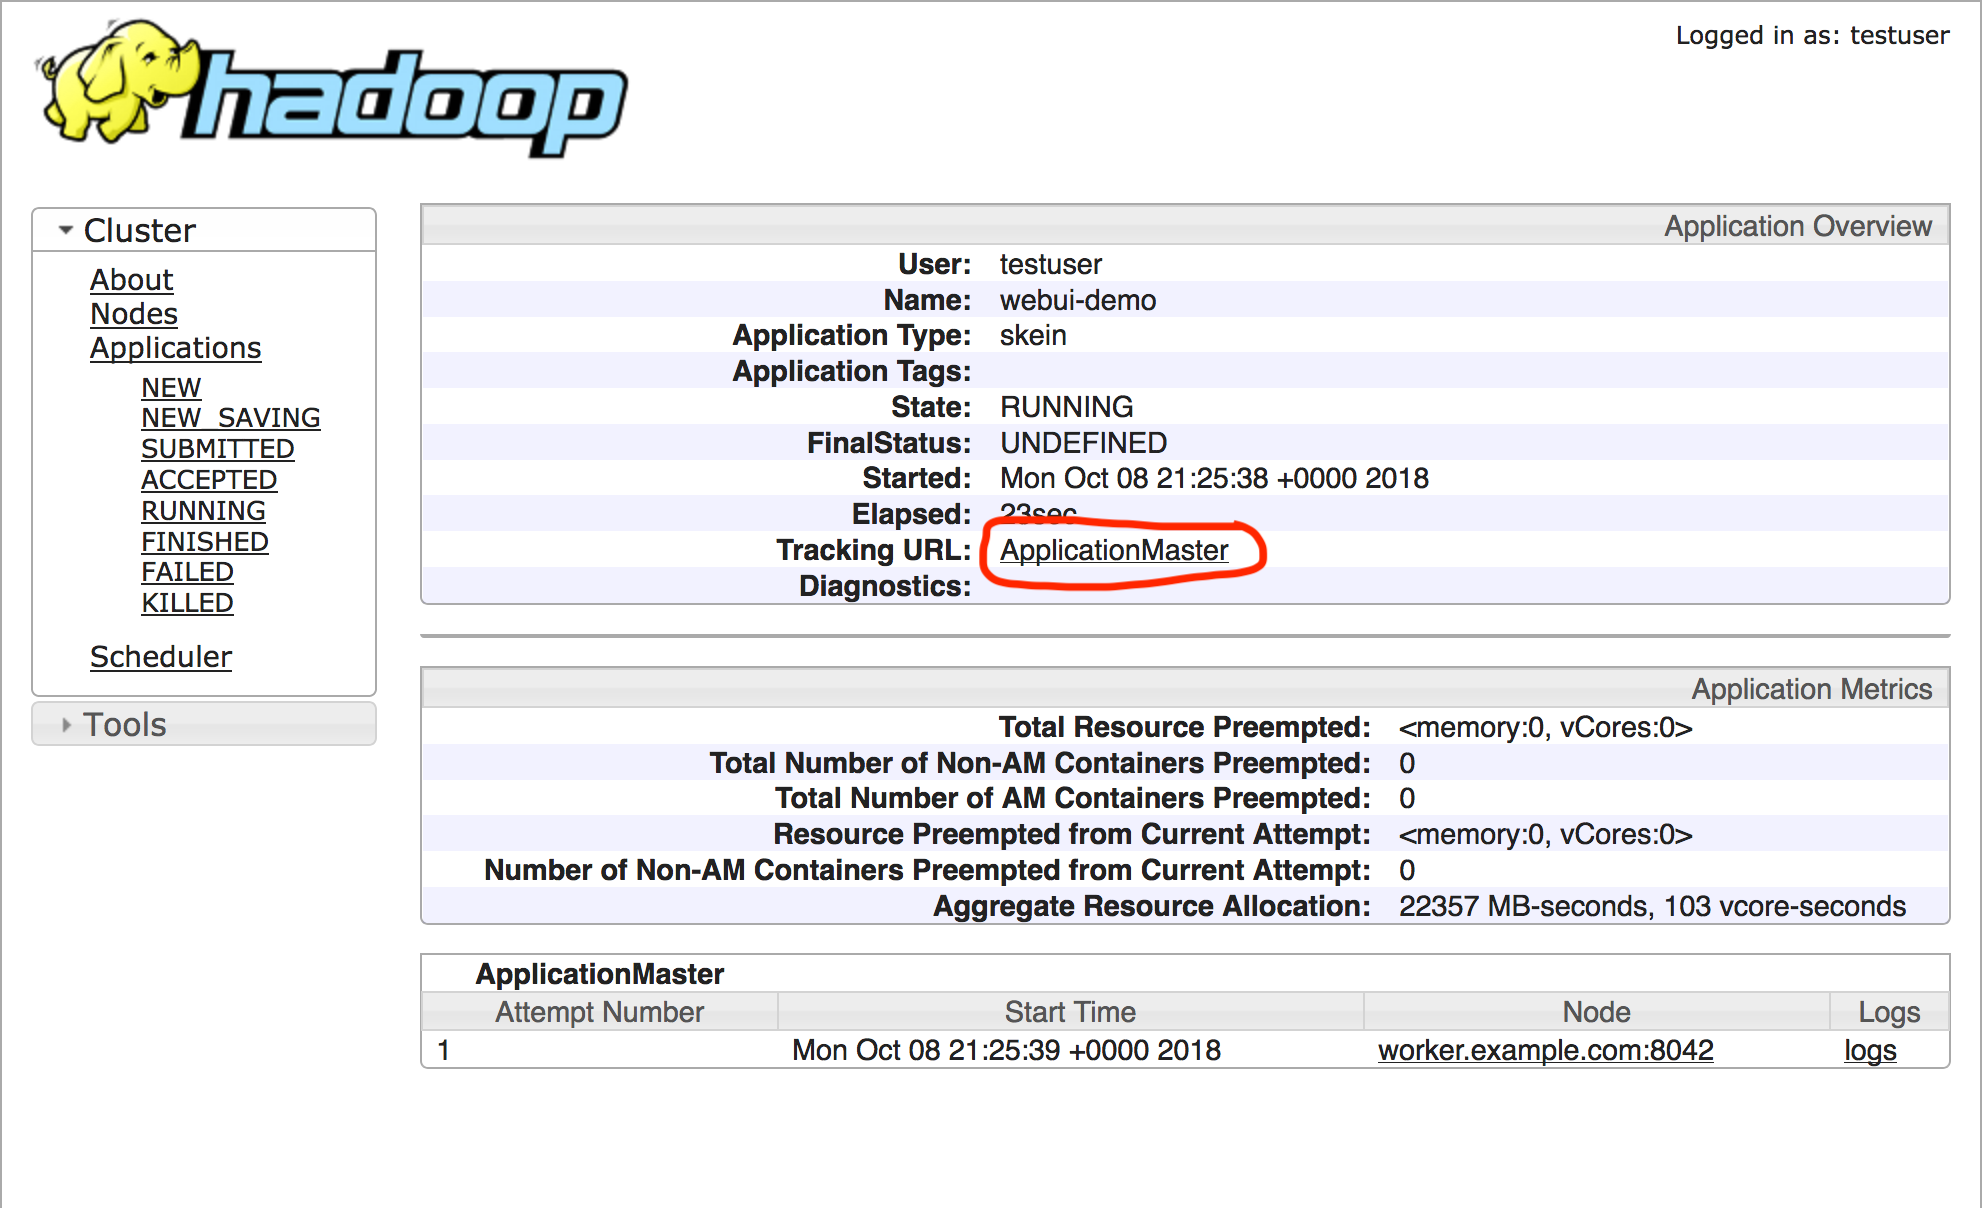 hadoop
Logged in as: testuser
Cluster
About
Nodes
Applications
NEW
NEW_SAVING
SUBMITTED
ACCEPTED
RUNNING
FINISHED
FAILED
KILLED
Scheduler
Tools
Application Overview
User: testuser
Name: webui-demo
Application Type: skein
Application Tags:
State: RUNNING
FinalStatus: UNDEFINED
Started: Mon Oct 08 21:25:38 +0000 2018
Elapsed: 23sec
Tracking URL: ApplicationMaster
Diagnostics:
Application Metrics
Total Resource Preempted: <memory:0, vCores:0>
Total Number of Non-AM Containers Preempted: 0
Total Number of AM Containers Preempted: 0
Resource Preempted from Current Attempt: <memory:0, vCores:0>
Number of Non-AM Containers Preempted from Current Attempt: 0
Aggregate Resource Allocation: 22357 MB-seconds, 103 vcore-seconds
ApplicationMaster
Attempt Number Start Time Node Logs
1 Mon Oct 08 21:25:39 +0000 2018 worker.example.com:8042 logs